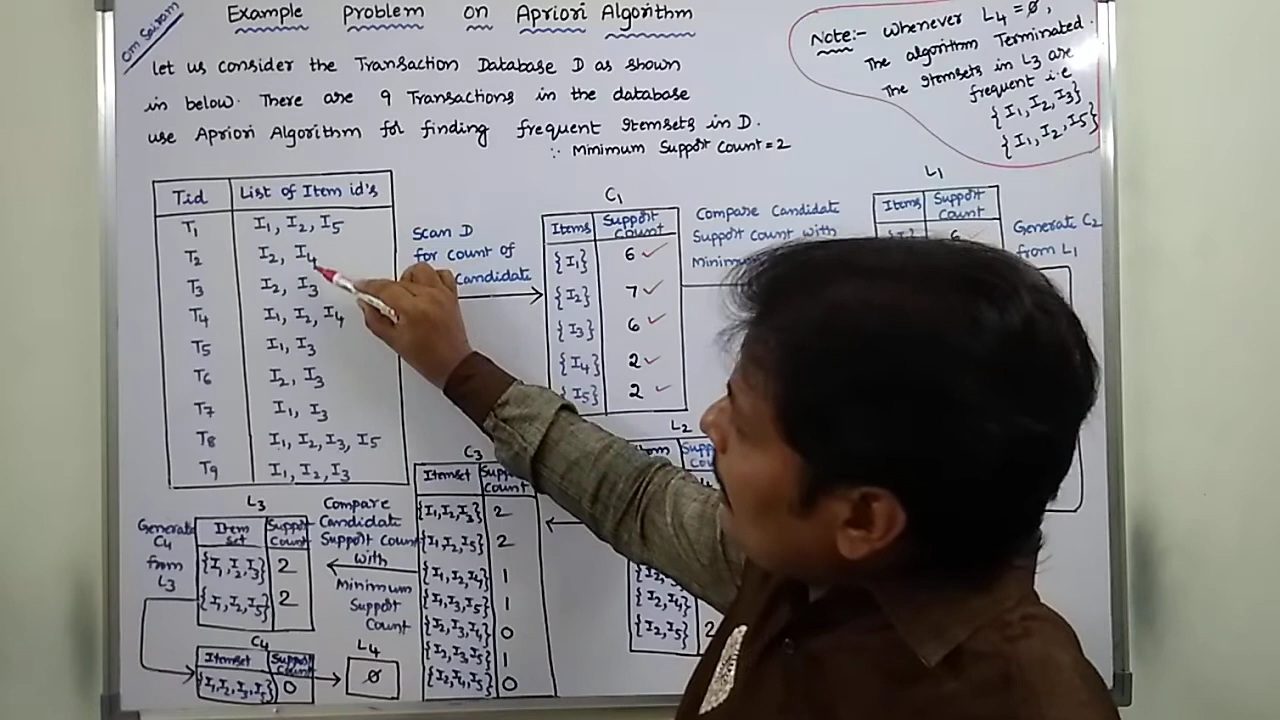 Om Sairam
Example Problem on Apriori Algorithm
let us consider the Transaction Database D as shown
in below. There are 9 Transactions in the database
use Apriori Algorithm for finding frequent Itemsets in D.
∵ Minimum Support Count = 2
Note:- Whenever L4 = ∅,
The algorithm Terminated.
The Itemsets in L3 are
frequent i.e
{I1, I2, I3}
{I1, I2, I5}
Tid List of Item id's
T1 I1, I2, I5
T2 I2, I4
T3 I2, I3
T4 I1, I2, I4
T5 I1, I3
T6 I2, I3
T7 I1, I3
T8 I1, I2, I3, I5
T9 I1, I2, I3
Scan D
for count of
candidate
C1
Items Support Count
{I1} 6 ✓
{I2} 7 ✓
{I3} 6 ✓
{I4} 2 ✓
{I5} 2 ✓
Compare Candidate
Support count with
L1
Items Support Count
6
Generate C2
from L1
L2
{I2, I4}
{I2, I5} 2
C3
Itemset Count
{I1, I2, I3} 2
{I1, I2, I5} 2
{I1, I2, I4} 1
{I1, I3, I5} 1
{I2, I3, I4} 0
{I2, I3, I5} 1
{I2, I4, I5} 0
Compare
Candidate
Support Count
with
Minimum
Support
Count
L3
Item set Support Count
{I1, I2, I3} 2
{I1, I2, I5} 2
Generate
C4
from
L3
C4
Itemset Support Count
{I1, I2, I3, I5} 0
L4
∅